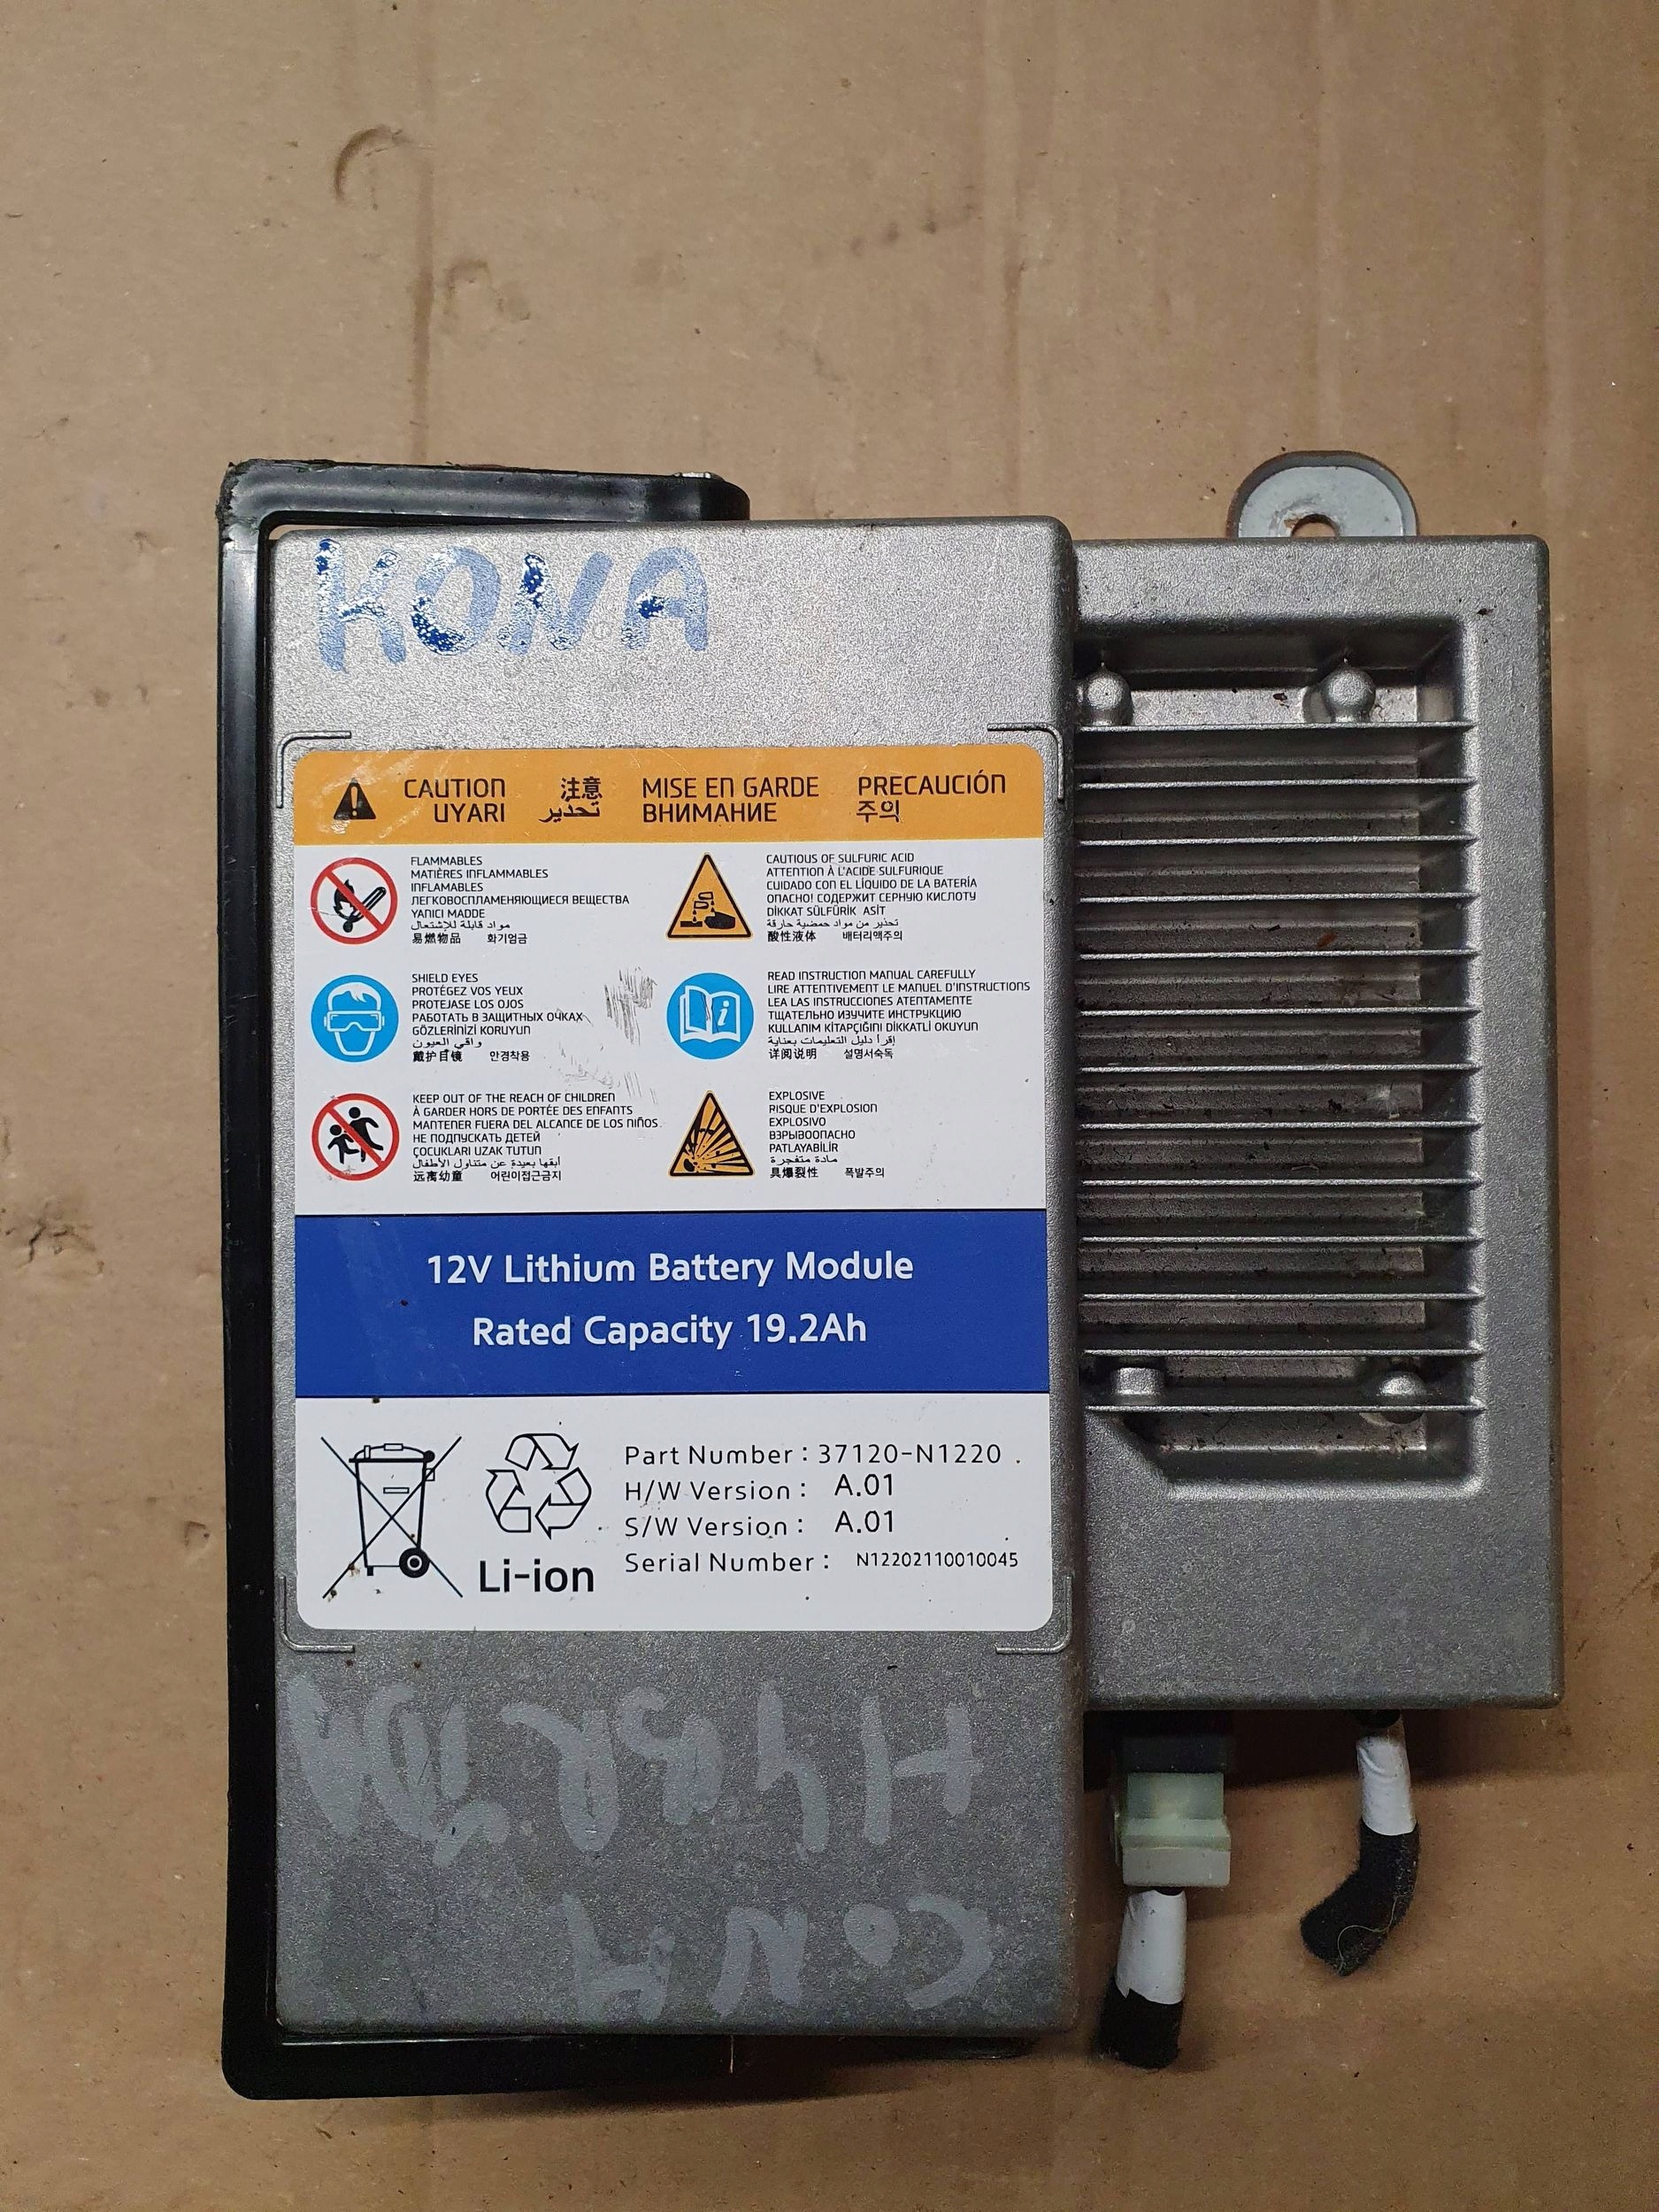 KONA
CAUTION 注意 MISE EN GARDE PRECAUCIÓN
UYARI تحذير ВНИМАНИЕ 주의
FLAMMABLES
MATIÈRES INFLAMMABLES
INFLAMABLES
ЛЕГКОВОСПЛАМЕНЯЮЩИЕСЯ ВЕЩЕСТВА
YANICI MADDE
مواد قابلة للإشتعال
易燃物品 화기엄금
CAUTIOUS OF SULFURIC ACID
ATTENTION À L'ACIDE SULFURIQUE
CUIDADO CON EL LÍQUIDO DE LA BATERÍA
ОПАСНО! СОДЕРЖИТ СЕРНУЮ КИСЛОТУ
DİKKAT SÜLFÜRİK ASİT
تحذير من مواد حمضية حارقة
酸性液体 배터리액주의
SHIELD EYES
PROTÉGEZ VOS YEUX
PROTEJASE LOS OJOS
РАБОТАТЬ В ЗАЩИТНЫХ ОЧКАХ
GÖZLERİNİZİ KORUYUN
واقي العيون
戴护目镜 안경착용
READ INSTRUCTION MANUAL CAREFULLY
LIRE ATTENTIVEMENT LE MANUEL D'INSTRUCTIONS
LEA LAS INSTRUCCIONES ATENTAMENTE
ТЩАТЕЛЬНО ИЗУЧИТЕ ИНСТРУКЦИЮ
KULLANIM KİTAPÇIĞINI DİKKATLİ OKUYUN
إقرأ دليل التعليمات بعناية
详阅说明 설명서숙독
KEEP OUT OF THE REACH OF CHILDREN
À GARDER HORS DE PORTÉE DES ENFANTS
MANTENER FUERA DEL ALCANCE DE LOS NIÑOS
НЕ ПОДПУСКАТЬ ДЕТЕЙ
ÇOCUKLARI UZAK TUTUN
أبقها بعيدة عن متناول الأطفال
远离幼童 어린이접근금지
EXPLOSIVE
RISQUE D'EXPLOSION
EXPLOSIVO
ВЗРЫВООПАСНО
PATLAYABİLİR
مادة متفجرة
具爆裂性 폭발주의
12V Lithium Battery Module
Rated Capacity 19.2Ah
Li-ion
Part Number : 37120-N1220 .
H/W Version : A.01
S/W Version : A.01
Serial Number : N12202110010045